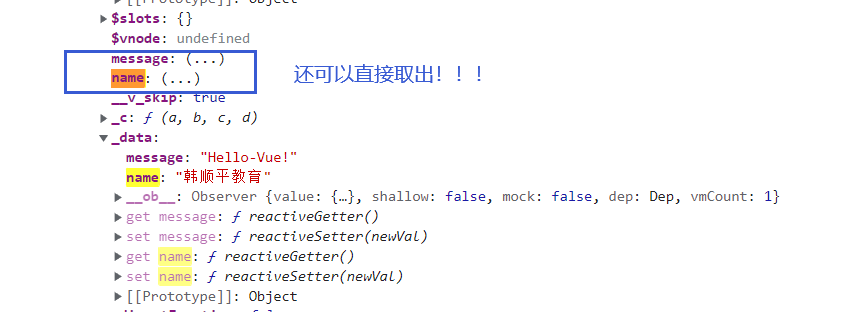 [[Prototype]]: Object
$slots: {}
$vnode: undefined
message: (...)
name: (...)
还可以直接取出！！！
__v_skip: true
_c: ƒ (a, b, c, d)
_data:
message: "Hello-Vue!"
name: "韩顺平教育"
__ob__: Observer {value: {…}, shallow: false, mock: false, dep: Dep, vmCount: 1}
get message: ƒ reactiveGetter()
set message: ƒ reactiveSetter(newVal)
get name: ƒ reactiveGetter()
set name: ƒ reactiveSetter(newVal)
[[Prototype]]: Object